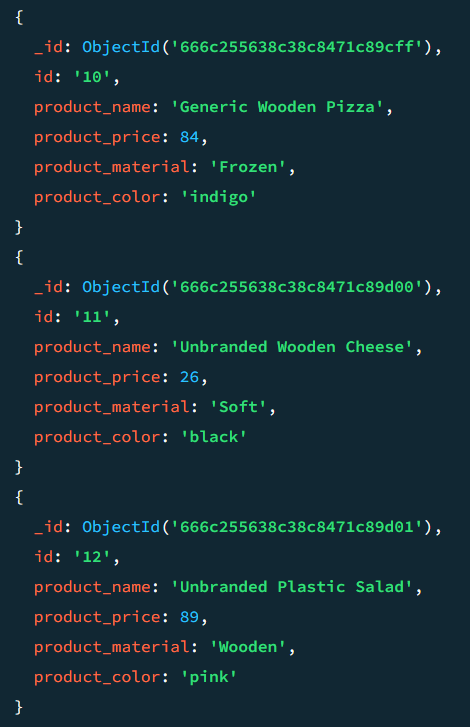 {
_id: ObjectId('666c255638c38c8471c89cff'),
id: '10',
product_name: 'Generic Wooden Pizza',
product_price: 84,
product_material: 'Frozen',
product_color: 'indigo'
}
{
_id: ObjectId('666c255638c38c8471c89d00'),
id: '11',
product_name: 'Unbranded Wooden Cheese',
product_price: 26,
product_material: 'Soft',
product_color: 'black'
}
{
_id: ObjectId('666c255638c38c8471c89d01'),
id: '12',
product_name: 'Unbranded Plastic Salad',
product_price: 89,
product_material: 'Wooden',
product_color: 'pink'
}